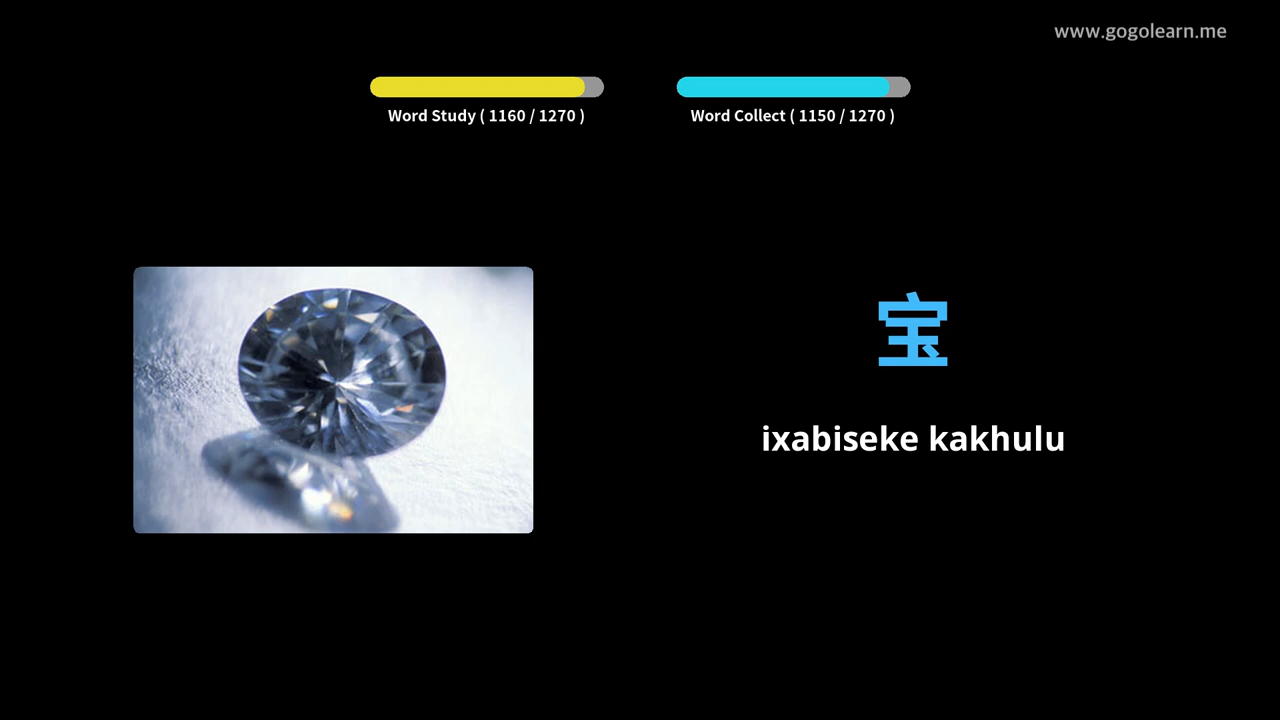 www.gogolearn.me
Word Study ( 1160 / 1270 )
Word Collect ( 1150 / 1270 )
宝
ixabiseke kakhulu